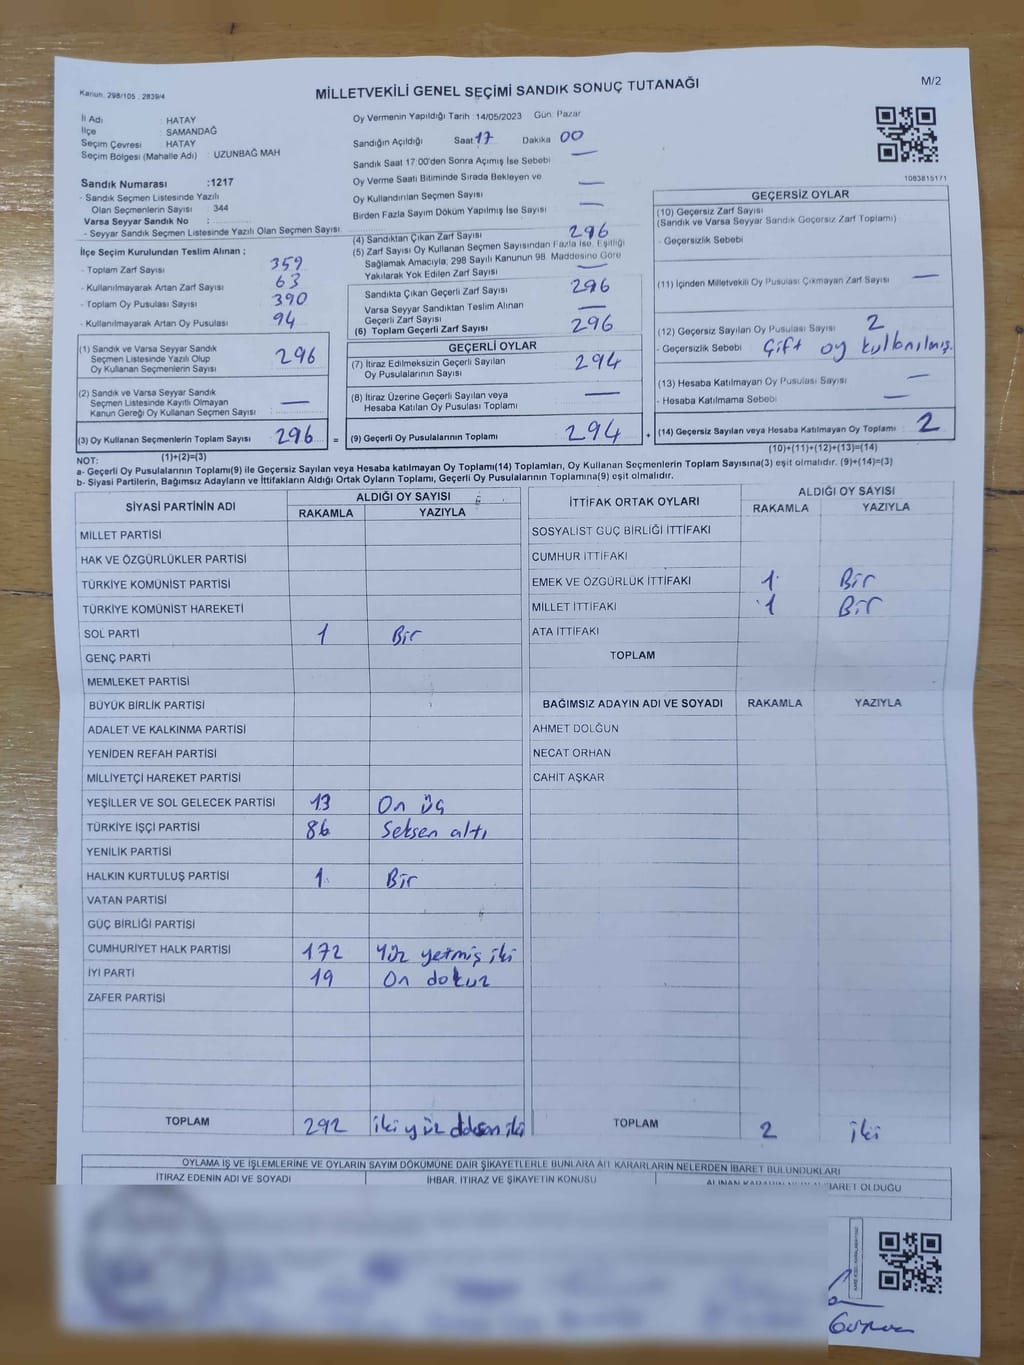 Kanun. 298/105 , 2839/4
MİLLETVEKİLİ GENEL SEÇİMİ SANDIK SONUÇ TUTANAĞI
M/2
İl Adı : HATAY
İlçe : SAMANDAĞ
Seçim Çevresi : HATAY
Seçim Bölgesi (Mahalle Adı) : UZUNBAĞ MAH
Sandık Numarası :1217
- Sandık Seçmen Listesinde Yazılı
Olan Seçmenlerin Sayısı : 344
Varsa Seyyar Sandık No :
- Seyyar Sandık Seçmen Listesinde Yazılı Olan Seçmen Sayısı:
İlçe Seçim Kurulundan Teslim Alınan ;
- Toplam Zarf Sayısı 359
- Kullanılmayarak Artan Zarf Sayısı 63
- Toplam Oy Pusulası Sayısı 390
- Kullanılmayarak Artan Oy Pusulası 94
(1) Sandık ve Varsa Seyyar Sandık
Seçmen Listesinde Yazılı Olup
Oy Kullanan Seçmenlerin Sayısı 296
(2) Sandık ve Varsa Seyyar Sandık
Seçmen Listesinde Kayıtlı Olmayan
Kanun Gereği Oy Kullanan Seçmen Sayısı —
(3) Oy Kullanan Seçmenlerin Toplam Sayısı 296 =
(1)+(2)=(3)
Oy Vermenin Yapıldığı Tarih : 14/05/2023 Gün: Pazar
Sandığın Açıldığı Saat 17 Dakika 00
Sandık Saat 17:00'den Sonra Açımış İse Sebebi —
Oy Verme Saati Bitiminde Sırada Bekleyen ve
Oy Kullandırılan Seçmen Sayısı —
Birden Fazla Sayım Döküm Yapılmış İse Sayısı —
(4) Sandıktan Çıkan Zarf Sayısı 296
(5) Zarf Sayısı Oy Kullanan Seçmen Sayısından Fazla İse, Eşitliği
Sağlamak Amacıyla, 298 Sayılı Kanunun 98. Maddesine Göre
Yakılarak Yok Edilen Zarf Sayısı —
Sandıkta Çıkan Geçerli Zarf Sayısı 296
Varsa Seyyar Sandıktan Teslim Alınan
Geçerli Zarf Sayısı —
(6) Toplam Geçerli Zarf Sayısı 296
GEÇERLİ OYLAR
(7) İtiraz Edilmeksizin Geçerli Sayılan
Oy Pusulalarının Sayısı 294
(8) İtiraz Üzerine Geçerli Sayılan veya
Hesaba Katılan Oy Pusulası Toplamı —
(9) Geçerli Oy Pusulalarının Toplamı 294 +
1083815171
GEÇERSİZ OYLAR
(10) Geçersiz Zarf Sayısı
(Sandık ve Varsa Seyyar Sandık Geçersiz Zarf Toplamı)
- Geçersizlik Sebebi
(11) İçinden Milletvekili Oy Pusulası Çıkmayan Zarf Sayısı —
(12) Geçersiz Sayılan Oy Pusulası Sayısı 2
- Geçersizlik Sebebi Çift oy kullanılmış.
(13) Hesaba Katılmayan Oy Pusulası Sayısı —
- Hesaba Katılmama Sebebi —
(14) Geçersiz Sayılan veya Hesaba Katılmayan Oy Toplamı 2
(10)+(11)+(12)+(13)=(14)
NOT:
a- Geçerli Oy Pusulalarının Toplamı(9) ile Geçersiz Sayılan veya Hesaba katılmayan Oy Toplamı(14) Toplamları, Oy Kullanan Seçmenlerin Toplam Sayısına(3) eşit olmalıdır. (9)+(14)=(3)
b- Siyasi Partilerin, Bağımsız Adayların ve İttifakların Aldığı Ortak Oyların Toplamı, Geçerli Oy Pusulalarının Toplamına(9) eşit olmalıdır.
SİYASİ PARTİNİN ADI ALDIĞI OY SAYISI
RAKAMLA YAZIYLA
MİLLET PARTİSİ
HAK VE ÖZGÜRLÜKLER PARTİSİ
TÜRKİYE KOMÜNİST PARTİSİ
TÜRKİYE KOMÜNİST HAREKETİ
SOL PARTİ 1 Bir
GENÇ PARTİ
MEMLEKET PARTİSİ
BÜYÜK BİRLİK PARTİSİ
ADALET VE KALKINMA PARTİSİ
YENİDEN REFAH PARTİSİ
MİLLİYETÇİ HAREKET PARTİSİ
YEŞİLLER VE SOL GELECEK PARTİSİ 13 On üç
TÜRKİYE İŞÇİ PARTİSİ 86 Seksen altı
YENİLİK PARTİSİ
HALKIN KURTULUŞ PARTİSİ 1 Bir
VATAN PARTİSİ
GÜÇ BİRLİĞİ PARTİSİ
CUMHURİYET HALK PARTİSİ 172 Yüz yetmiş iki
İYİ PARTİ 19 On dokuz
ZAFER PARTİSİ
TOPLAM 292 iki yüz doksan iki
İTTİFAK ORTAK OYLARI ALDIĞI OY SAYISI
RAKAMLA YAZIYLA
SOSYALİST GÜÇ BİRLİĞİ İTTİFAKI
CUMHUR İTTİFAKI
EMEK VE ÖZGÜRLÜK İTTİFAKI 1 Bir
MİLLET İTTİFAKI 1 Bir
ATA İTTİFAKI
TOPLAM
BAĞIMSIZ ADAYIN ADI VE SOYADI RAKAMLA YAZIYLA
AHMET DOLĞUN
NECAT ORHAN
CAHİT AŞKAR
TOPLAM 2 iki
OYLAMA İŞ VE İŞLEMLERİNE VE OYLARIN SAYIM DÖKÜMÜNE DAİR ŞİKAYETLERLE BUNLARA AİT KARARLARIN NELERDEN İBARET BULUNDUKLARI
İTİRAZ EDENİN ADI VE SOYADI İHBAR, İTİRAZ VE ŞİKAYETİN KONUSU